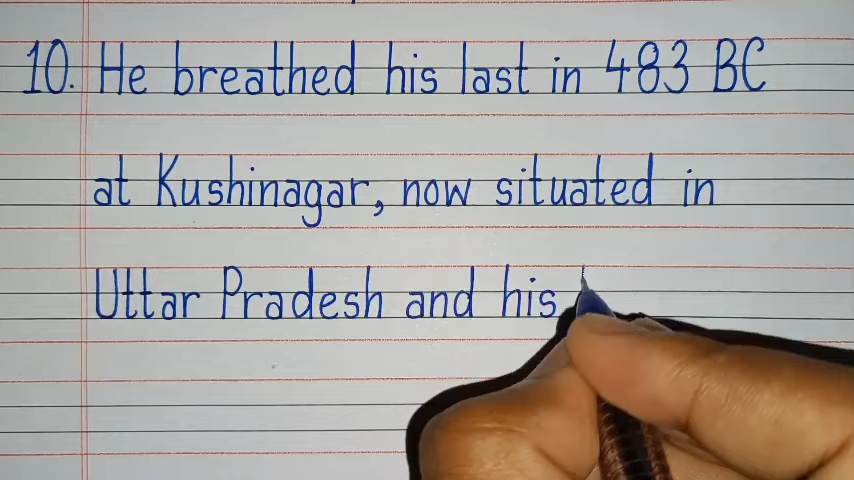 10. He breathed his last in 483 BC
at Kushinagar, now situated in
Uttar Pradesh and his